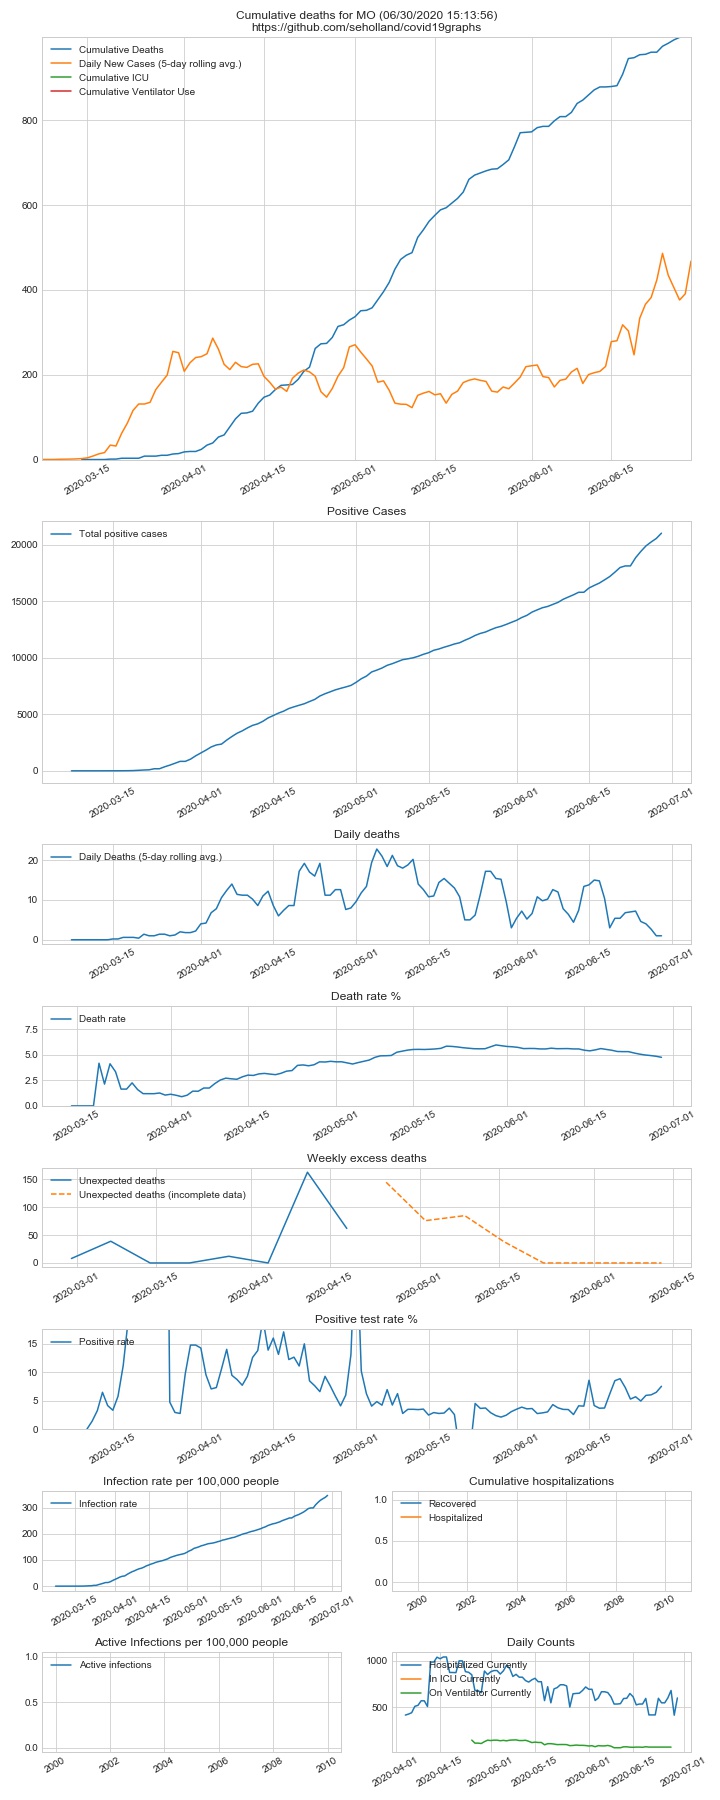 Cumulative deaths for MO (06/30/2020 15:13:56)
https://github.com/seholland/covid19graphs
Cumulative Deaths
Daily New Cases (5-day rolling avg.)
Cumulative ICU
Cumulative Ventilator Use
800
600
400
200
0
2020-03-15 2020-04-01 2020-04-15 2020-05-01 2020-05-15 2020-06-01 2020-06-15
Positive Cases
Total positive cases
20000
15000
10000
5000
0
2020-03-15 2020-04-01 2020-04-15 2020-05-01 2020-05-15 2020-06-01 2020-06-15 2020-07-01
Daily deaths
Daily Deaths (5-day rolling avg.)
20
10
0
2020-03-15 2020-04-01 2020-04-15 2020-05-01 2020-05-15 2020-06-01 2020-06-15 2020-07-01
Death rate %
Death rate
7.5
5.0
2.5
0.0
2020-03-15 2020-04-01 2020-04-15 2020-05-01 2020-05-15 2020-06-01 2020-06-15 2020-07-01
Weekly excess deaths
Unexpected deaths
Unexpected deaths (incomplete data)
150
100
50
0
2020-03-01 2020-03-15 2020-04-01 2020-04-15 2020-05-01 2020-05-15 2020-06-01 2020-06-15
Positive test rate %
Positive rate
15
10
5
0
2020-03-15 2020-04-01 2020-04-15 2020-05-01 2020-05-15 2020-06-01 2020-06-15 2020-07-01
Infection rate per 100,000 people
Infection rate
300
200
100
0
2020-03-15 2020-04-01 2020-04-15 2020-05-01 2020-05-15 2020-06-01 2020-06-15 2020-07-01
Cumulative hospitalizations
Recovered
Hospitalized
1.0
0.5
0.0
2000 2002 2004 2006 2008 2010
Active Infections per 100,000 people
Active infections
1.0
0.5
0.0
2000 2002 2004 2006 2008 2010
Daily Counts
Hospitalized Currently
In ICU Currently
On Ventilator Currently
1000
500
2020-04-01 2020-04-15 2020-05-01 2020-05-15 2020-06-01 2020-06-15 2020-07-01